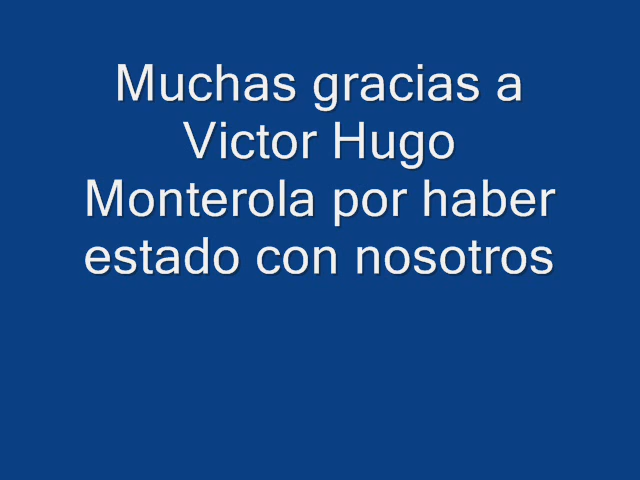 Muchas gracias a
Victor Hugo
Monterola por haber
estado con nosotros